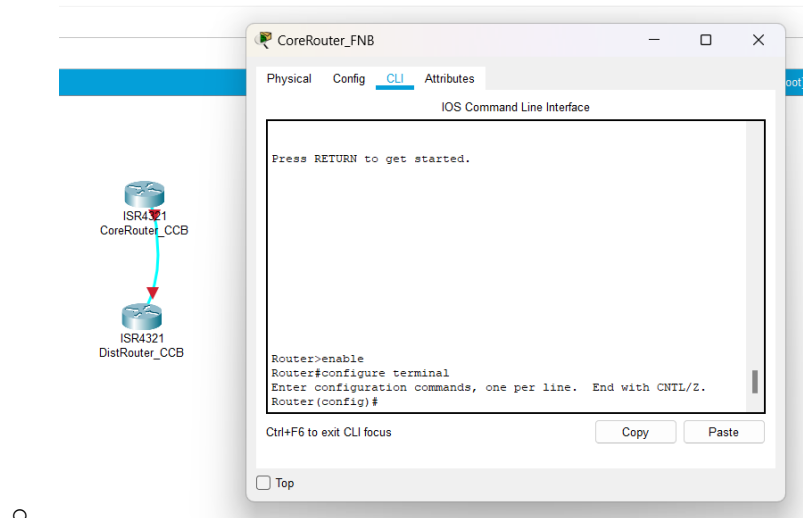 CoreRouter_FNB
Physical Config CLI Attributes
oot]
IOS Command Line Interface
Press RETURN to get started.
ISR4321
CoreRouter_CCB
ISR4321
DistRouter_CCB
Router>enable
Router#configure terminal
Enter configuration commands, one per line.  End with CNTL/Z.
Router(config)#
Ctrl+F6 to exit CLI focus
Copy Paste
Top